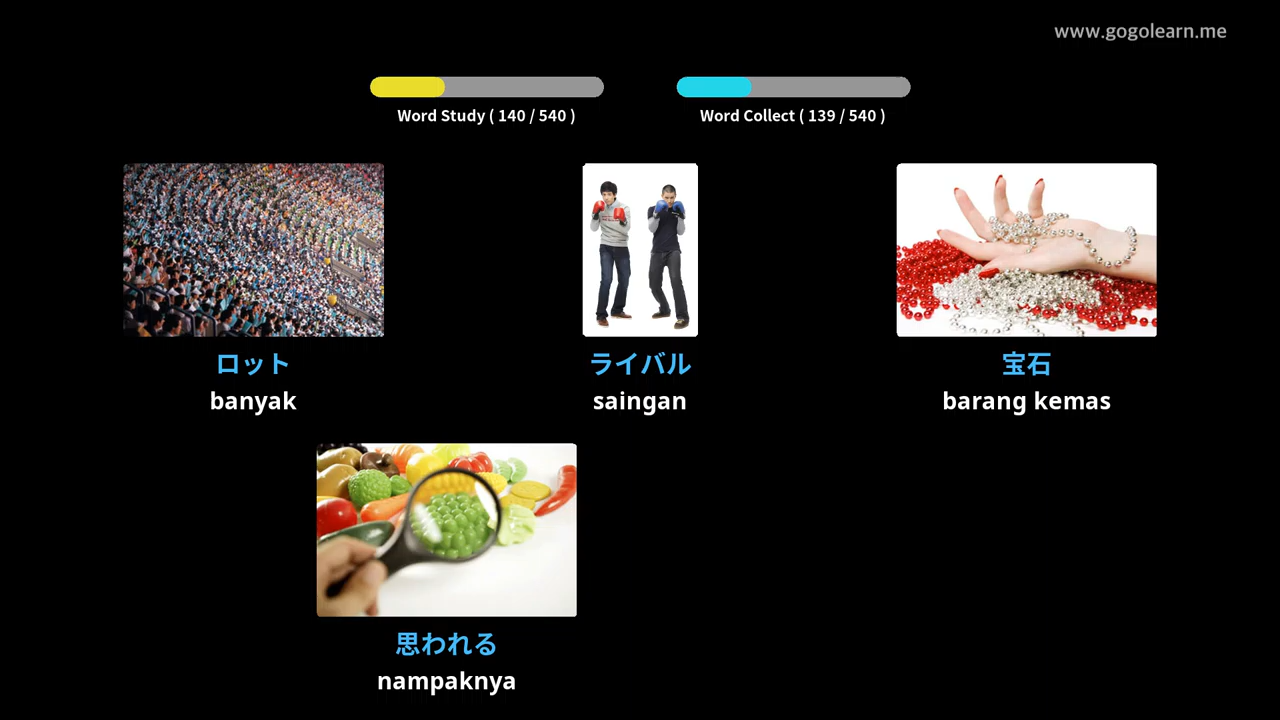 www.gogolearn.me
Word Study ( 140 / 540 )
Word Collect ( 139 / 540 )
ロット
banyak
ライバル
saingan
宝石
barang kemas
思われる
nampaknya